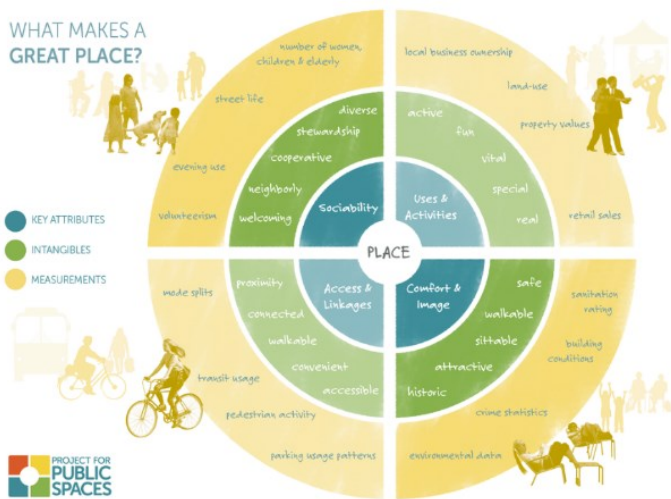 WHAT MAKES A
GREAT PLACE?
KEY ATTRIBUTES
INTANGIBLES
MEASUREMENTS
PLACE
Sociability
diverse
stewardship
cooperative
neighborly
welcoming
number of women,
children & elderly
street life
evening use
volunteerism
Uses &
Activities
active
fun
vital
special
real
local business ownership
land-use
property values
retail sales
Access &
Linkages
proximity
connected
walkable
convenient
accessible
mode splits
transit usage
pedestrian activity
parking usage patterns
Comfort &
Image
safe
walkable
sittable
attractive
historic
sanitation
rating
building
conditions
crime statistics
environmental data
PROJECT FOR
PUBLIC
SPACES